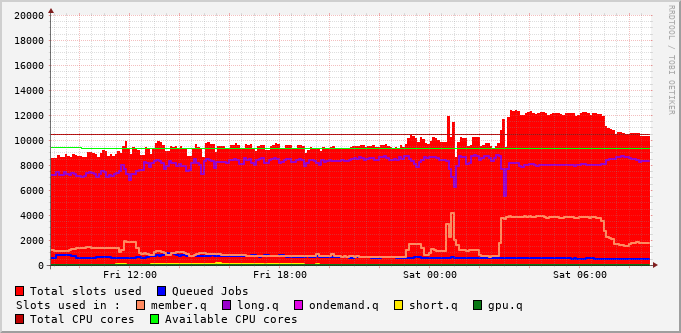 20000
18000
16000
14000
12000
10000
8000
6000
4000
2000
0
Fri 12:00 Fri 18:00 Sat 00:00 Sat 06:00
RRDTOOL / TOBI OETIKER
Total slots used Queued Jobs
Slots used in : member.q long.q ondemand.q short.q gpu.q
Total CPU cores Available CPU cores